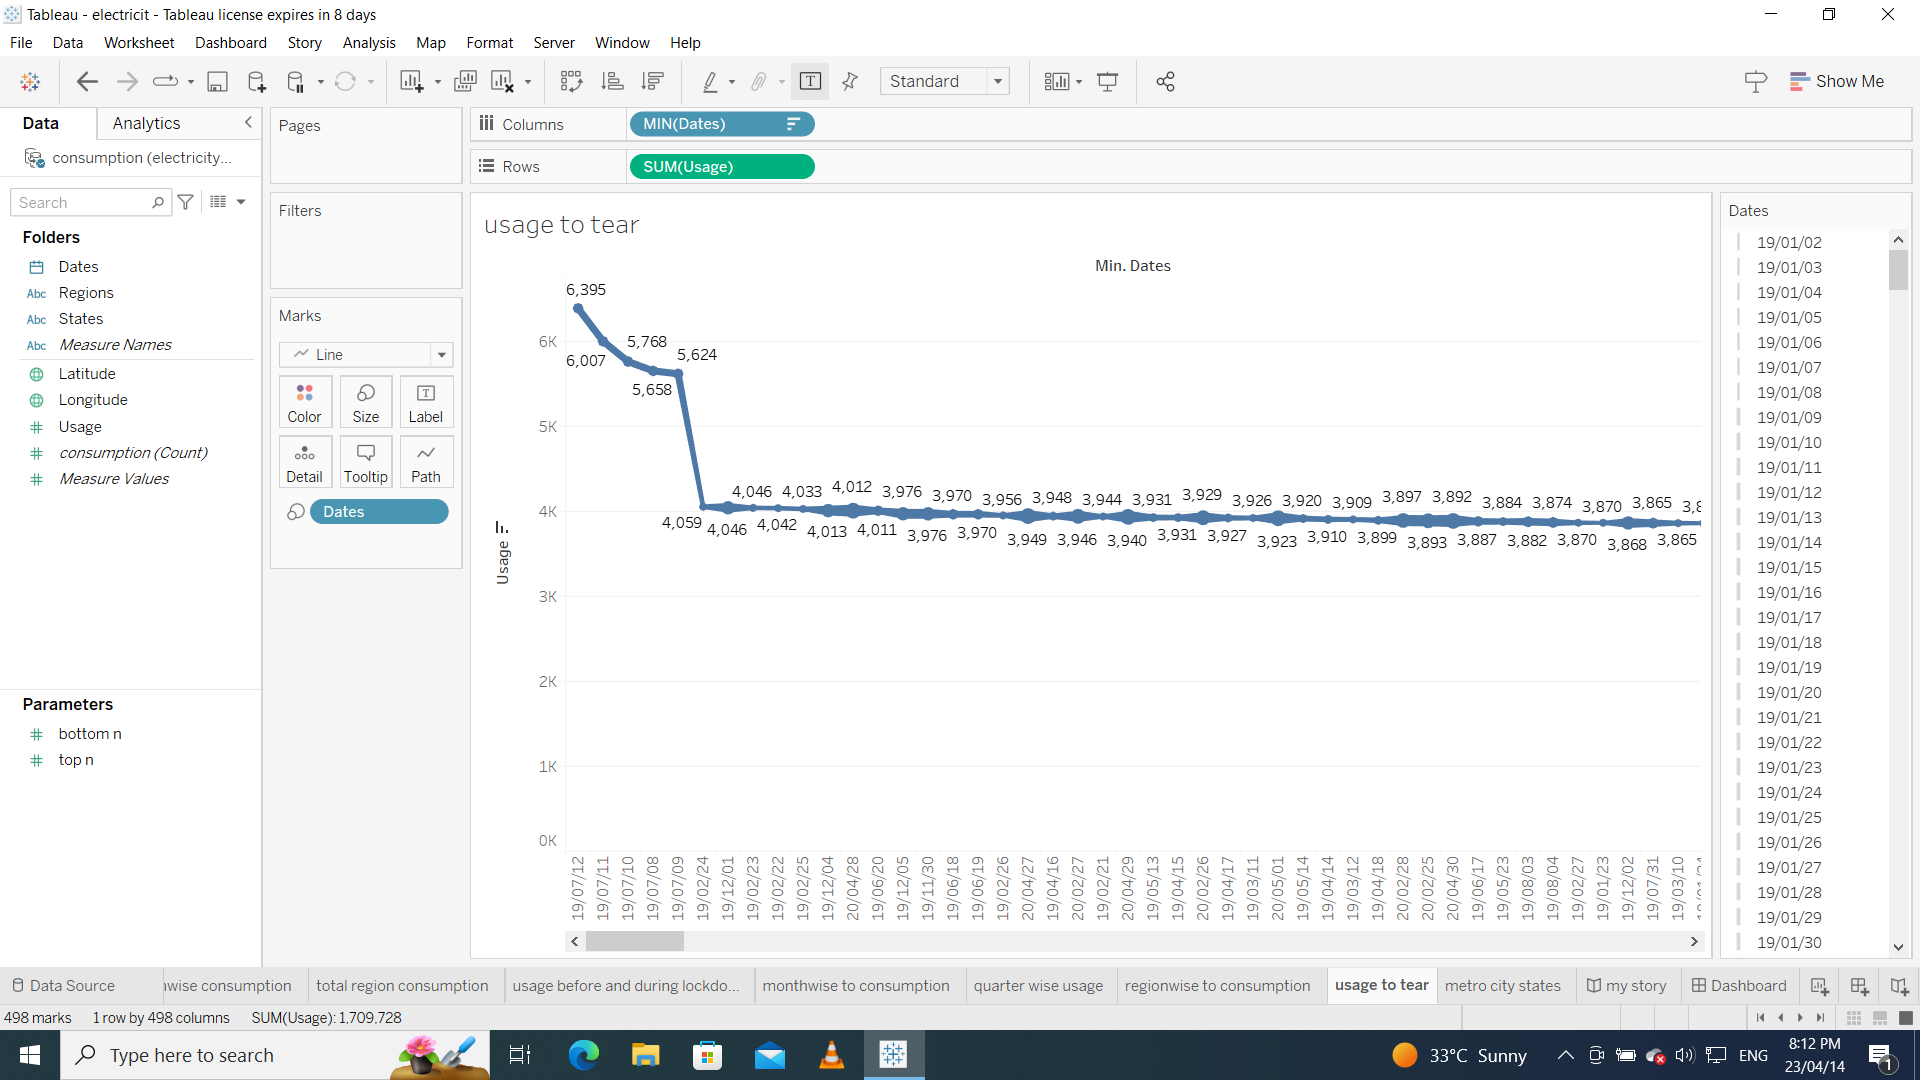 Tableau - electricit - Tableau license expires in 8 days
File Data Worksheet Dashboard Story Analysis Map Format Server Window Help
Standard
Show Me
Data Analytics
consumption (electricity...
Search
Folders
Dates
Abc Regions
Abc States
Abc Measure Names
Latitude
Longitude
Usage
consumption (Count)
Measure Values
Parameters
bottom n
top n
Pages
Filters
Marks
Line
Color Size Label
Detail Tooltip Path
Dates
Columns MIN(Dates)
Rows SUM(Usage)
usage to tear
Min. Dates
Usage
6K
5K
4K
3K
2K
1K
0K
6,395
6,007
5,768
5,658
5,624
4,046 4,033 4,012 3,976 3,970 3,956 3,948 3,944 3,931 3,929 3,926 3,920 3,909 3,897 3,892 3,884 3,874 3,870 3,865
4,059 4,046 4,042 4,013 4,011 3,976 3,970 3,949 3,946 3,940 3,931 3,927 3,923 3,910 3,899 3,893 3,887 3,882 3,870 3,868 3,865
19/07/12
19/07/11
19/07/10
19/07/08
19/07/09
19/02/24
19/12/01
19/02/23
19/02/22
19/02/25
19/12/04
20/04/28
19/06/20
19/12/05
19/11/30
19/06/18
19/06/19
19/02/26
20/04/27
19/04/16
20/02/27
19/02/21
20/04/29
19/05/13
19/04/15
20/02/26
19/04/17
19/03/11
20/05/01
19/05/14
19/04/14
19/03/12
19/04/18
20/02/28
20/02/25
20/04/30
19/06/17
19/05/23
19/08/03
19/08/04
19/02/27
19/01/23
19/12/02
19/07/31
19/03/10
Dates
19/01/02
19/01/03
19/01/04
19/01/05
19/01/06
19/01/07
19/01/08
19/01/09
19/01/10
19/01/11
19/01/12
19/01/13
19/01/14
19/01/15
19/01/16
19/01/17
19/01/18
19/01/19
19/01/20
19/01/21
19/01/22
19/01/23
19/01/24
19/01/25
19/01/26
19/01/27
19/01/28
19/01/29
19/01/30
Data Source wise consumption total region consumption usage before and during lockdo... monthwise to consumption quarter wise usage regionwise to consumption usage to tear metro city states my story Dashboard
498 marks 1 row by 498 columns SUM(Usage): 1,709,728
Type here to search
33°C Sunny
ENG
8:12 PM
23/04/14
1